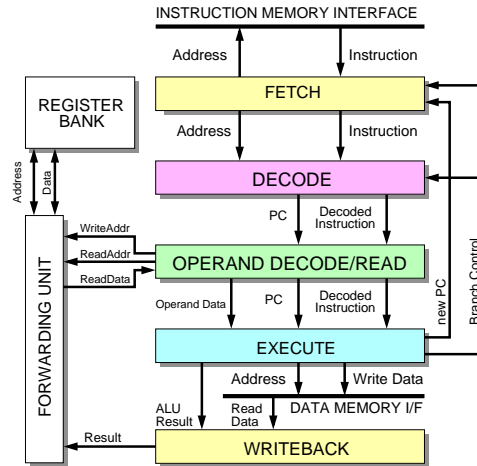 INSTRUCTION MEMORY INTERFACE
Address
Instruction
FETCH
REGISTER
BANK
Address
Instruction
Address
Data
DECODE
PC
Decoded
Instruction
WriteAddr
ReadAddr
ReadData
OPERAND DECODE/READ
FORWARDING UNIT
Operand Data
PC
Decoded
Instruction
new PC
Branch Control
EXECUTE
Address
Write Data
ALU
Result
Read
Data
DATA MEMORY I/F
Result
WRITEBACK